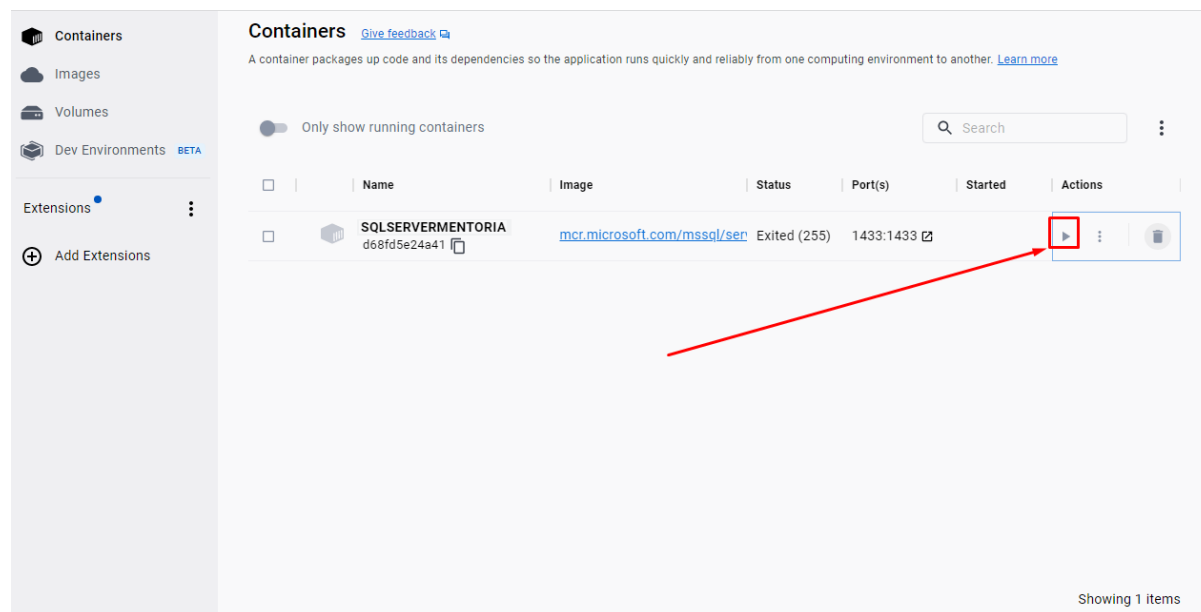 Containers
Images
Volumes
Dev Environments BETA
Extensions
Add Extensions
Containers Give feedback
A container packages up code and its dependencies so the application runs quickly and reliably from one computing environment to another. Learn more
Only show running containers
Search
Name Image Status Port(s) Started Actions
SQLSERVERMENTORIA
d68fd5e24a41
mcr.microsoft.com/mssql/ser Exited (255) 1433:1433
Showing 1 items